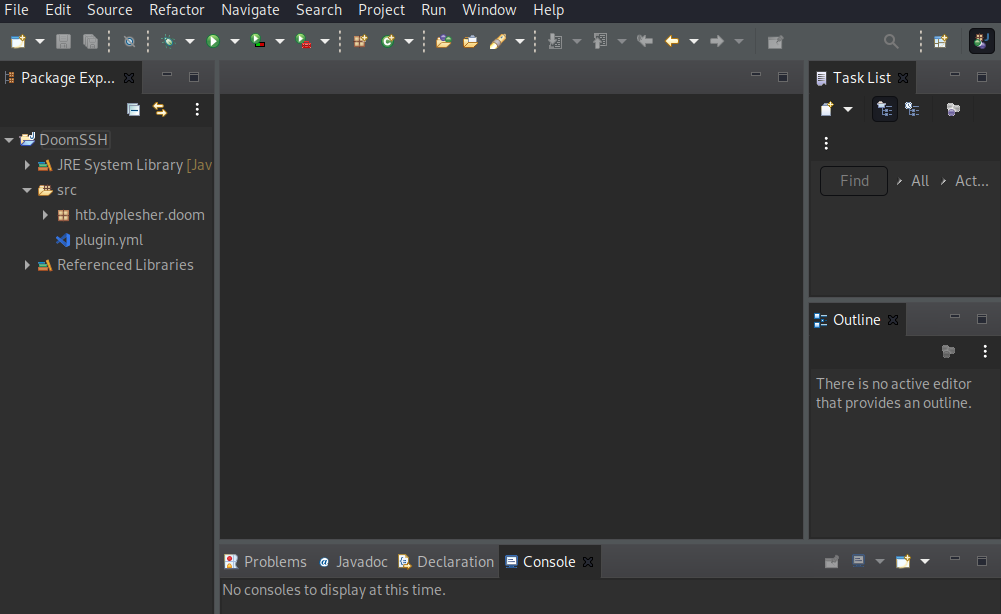 File Edit Source Refactor Navigate Search Project Run Window Help
Package Exp...
DoomSSH
JRE System Library [Jav
src
htb.dyplesher.doom
plugin.yml
Referenced Libraries
Task List
Find All Act...
Outline
There is no active editor
that provides an outline.
Problems Javadoc Declaration Console
No consoles to display at this time.